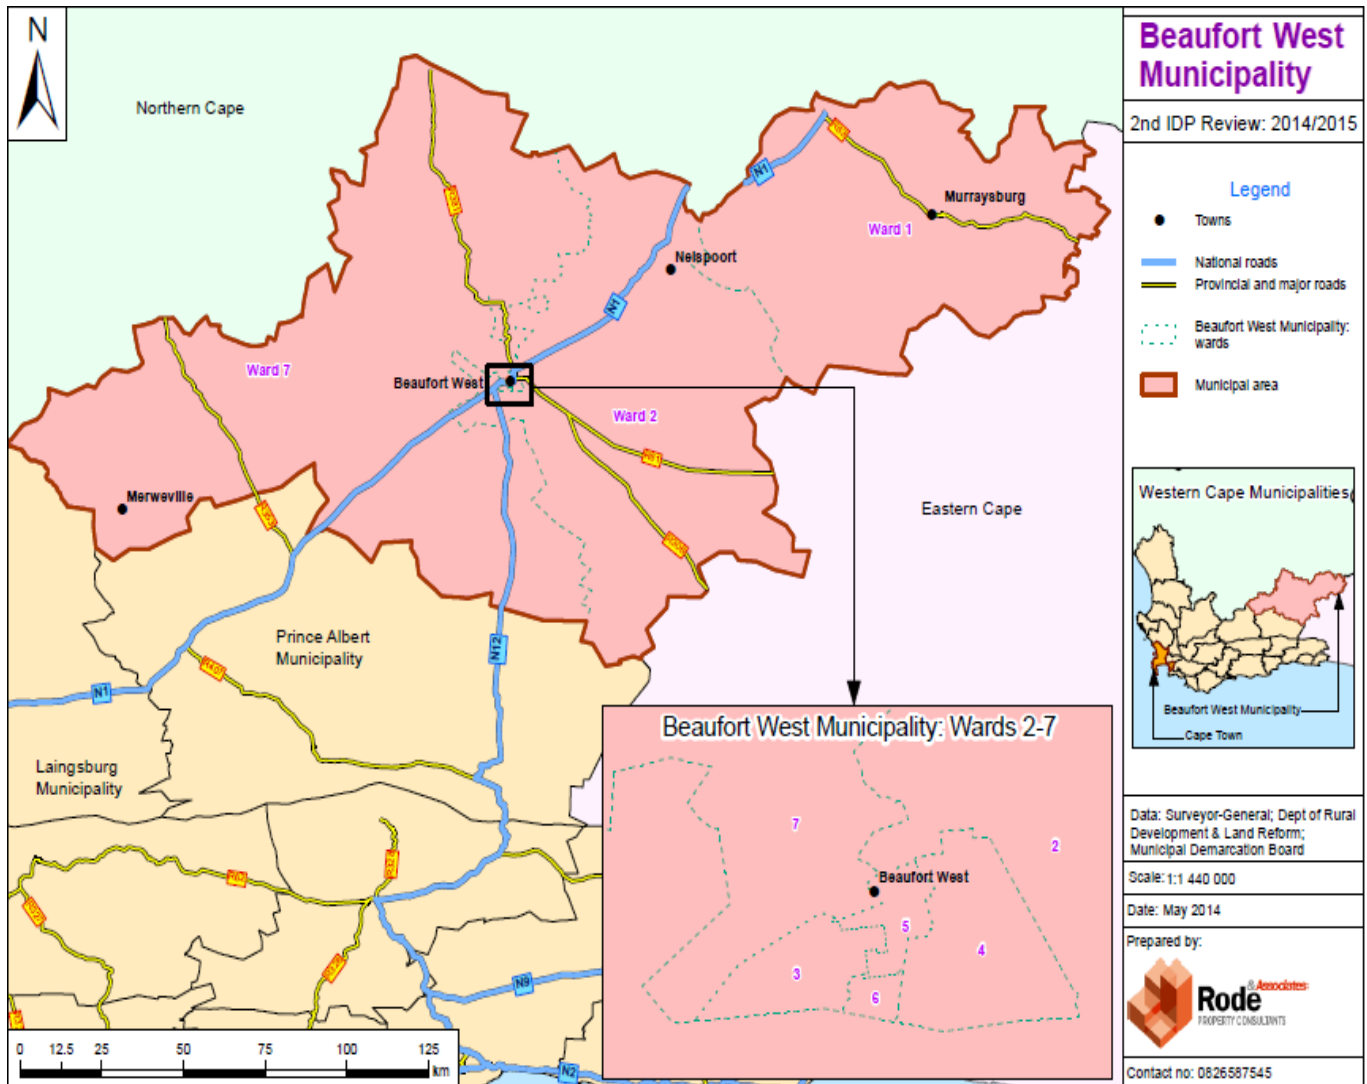 N
Northern Cape
N1
Murraysburg
Ward 1
Nelspoort
N1
Ward 7
Beaufort West
Ward 2
Merweville
Eastern Cape
Prince Albert
Municipality
N12
N1
Laingsburg
Municipality
N9
N2
Beaufort West Municipality: Wards 2-7
7
2
Beaufort West
5
4
3
6
0 12.5 25 50 75 100 125
km
Beaufort West
Municipality
2nd IDP Review: 2014/2015
Legend
Towns
National roads
Provincial and major roads
Beaufort West Municipality:
wards
Municipal area
Western Cape Municipalities
Beaufort West Municipality
Cape Town
Data: Surveyor-General; Dept of Rural
Development & Land Reform;
Municipal Demarcation Board
Scale: 1:1 440 000
Date: May 2014
Prepared by:
& Associates
Rode
PROPERTY CONSULTANTS
Contact no: 0826587545